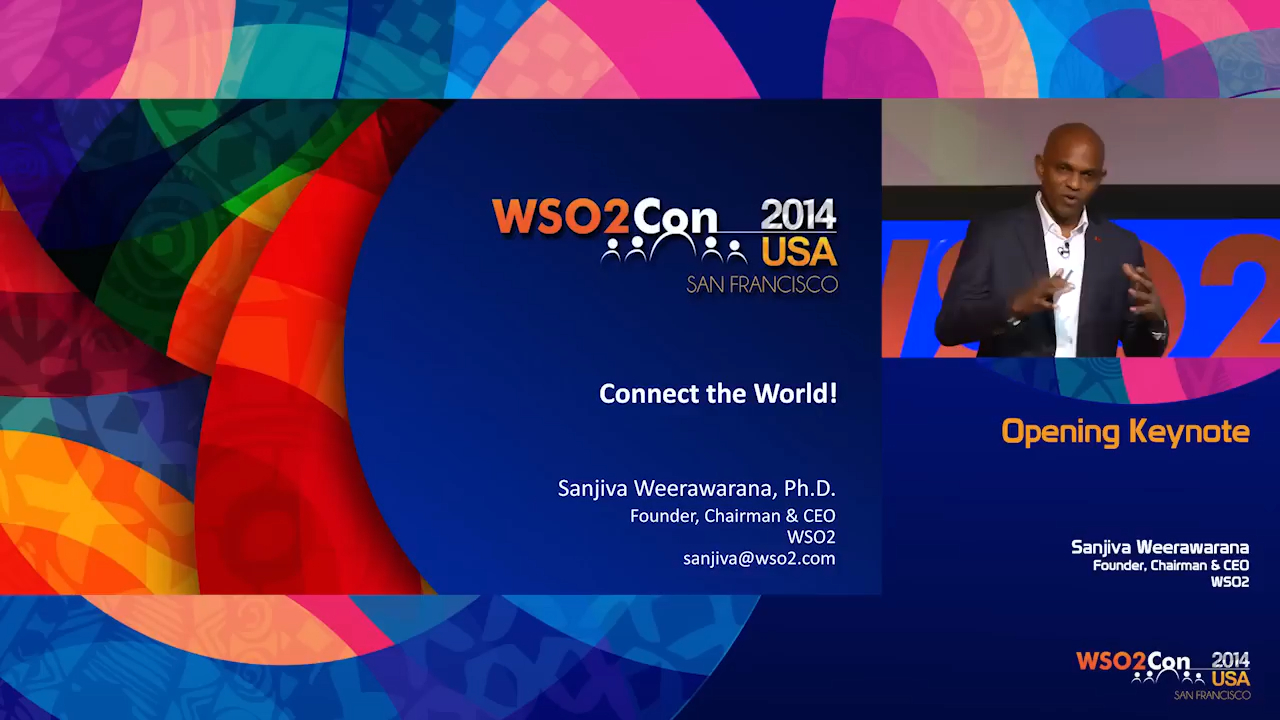 WSO2Con 2014
USA
SAN FRANCISCO
Connect the World!
Sanjiva Weerawarana, Ph.D.
Founder, Chairman & CEO
WSO2
sanjiva@wso2.com
WSO2
Opening Keynote
Sanjiva Weerawarana
Founder, Chairman & CEO
WSO2
WSO2Con 2014
USA
SAN FRANCISCO